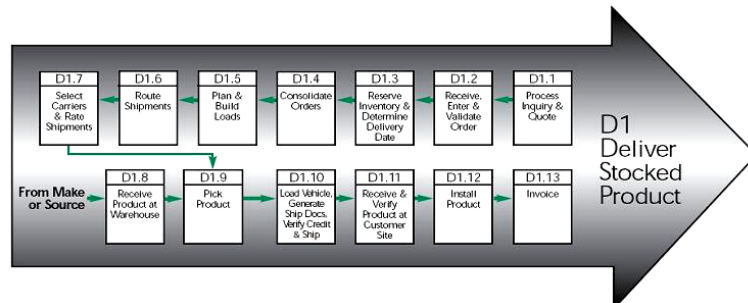 D1.7
Select
Carriers
& Rate
Shipments
D1.6
Route
Shipments
D1.5
Plan &
Build
Loads
D1.4
Consolidate
Orders
D1.3
Reserve
Inventory &
Determine
Delivery
Date
D1.2
Receive,
Enter &
Validate
Order
D1.1
Process
Inquiry &
Quote
D1
Deliver
Stocked
Product
From Make
or Source
D1.8
Receive
Product at
Warehouse
D1.9
Pick
Product
D1.10
Load Vehicle,
Generate
Ship Docs,
Verify Credit
& Ship
D1.11
Receive &
Verify
Product at
Customer
Site
D1.12
Install
Product
D1.13
Invoice